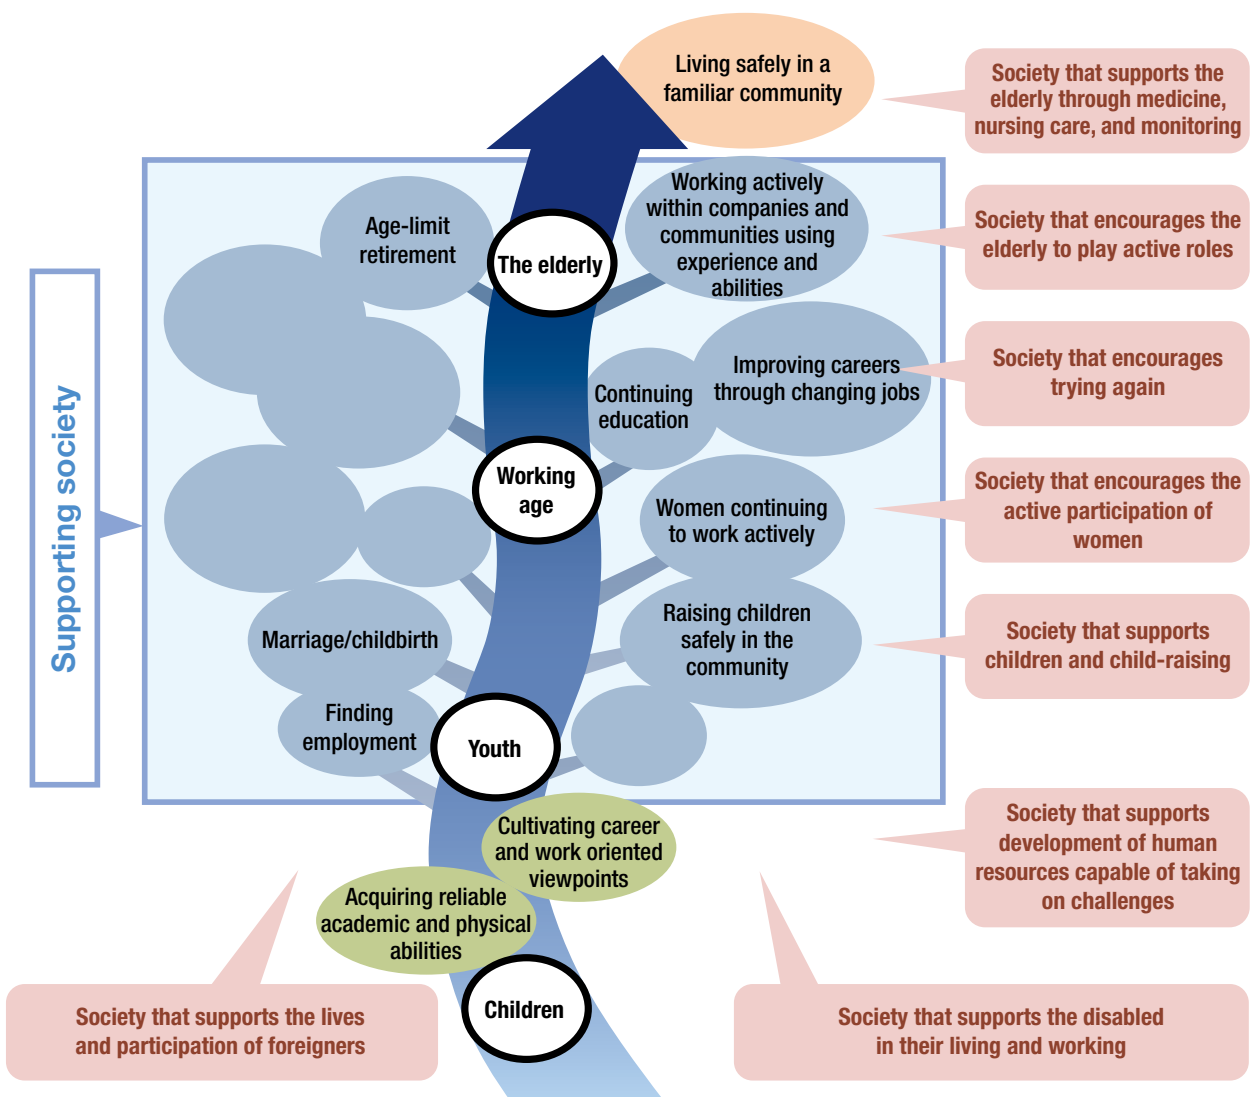 Living safely in a
familiar community
Society that supports the
elderly through medicine,
nursing care, and monitoring
Age-limit
retirement
The elderly
Working actively
within companies and
communities using
experience and
abilities
Society that encourages the
elderly to play active roles
Continuing
education
Improving careers
through changing jobs
Society that encourages
trying again
Supporting society
Working
age
Women continuing
to work actively
Society that encourages the
active participation of
women
Marriage/childbirth
Raising children
safely in the
community
Society that supports
children and child-raising
Finding
employment
Youth
Cultivating career
and work oriented
viewpoints
Society that supports
development of human
resources capable of taking
on challenges
Acquiring reliable
academic and physical
abilities
Children
Society that supports the lives
and participation of foreigners
Society that supports the disabled
in their living and working